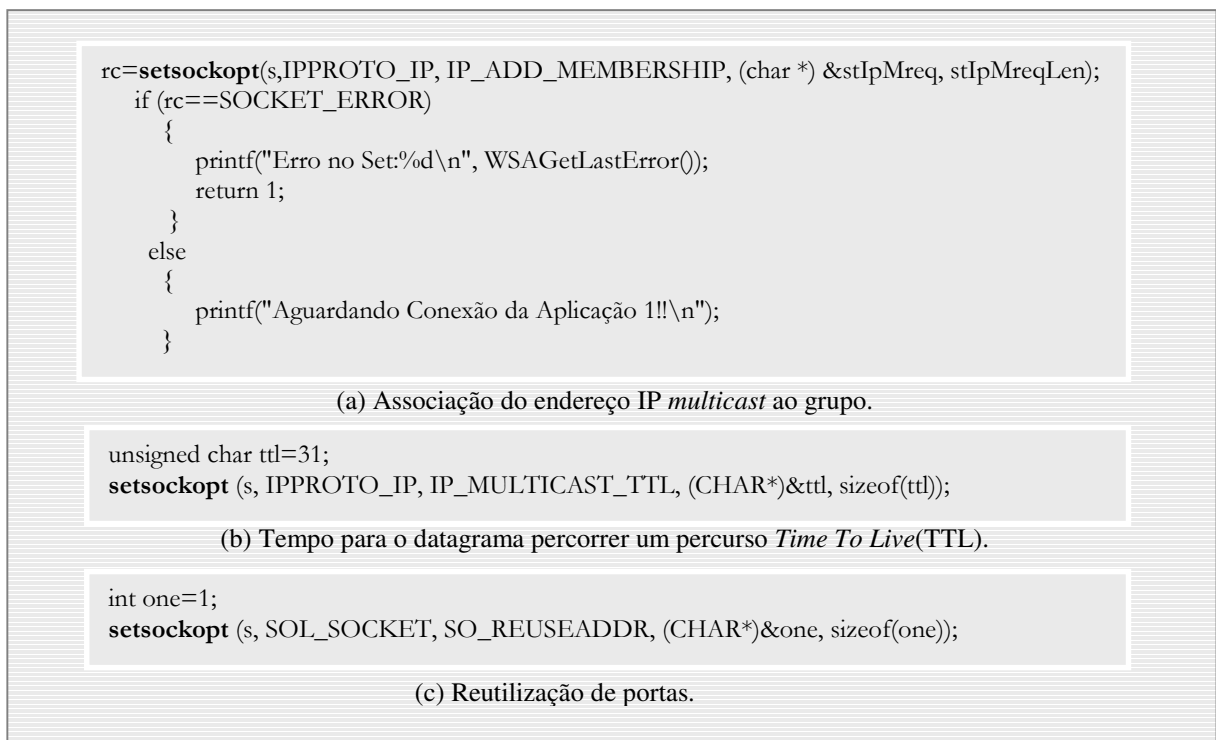 rc=setsockopt(s,IPPROTO_IP, IP_ADD_MEMBERSHIP, (char *) &stIpMreq, stIpMreqLen);
if (rc==SOCKET_ERROR)
{
printf("Erro no Set:%d\n", WSAGetLastError());
return 1;
}
else
{
printf("Aguardando Conexão da Aplicação 1!!\n");
}
(a) Associação do endereço IP multicast ao grupo.
unsigned char ttl=31;
setsockopt (s, IPPROTO_IP, IP_MULTICAST_TTL, (CHAR*)&ttl, sizeof(ttl));
(b) Tempo para o datagrama percorrer um percurso Time To Live(TTL).
int one=1;
setsockopt (s, SOL_SOCKET, SO_REUSEADDR, (CHAR*)&one, sizeof(one));
(c) Reutilização de portas.